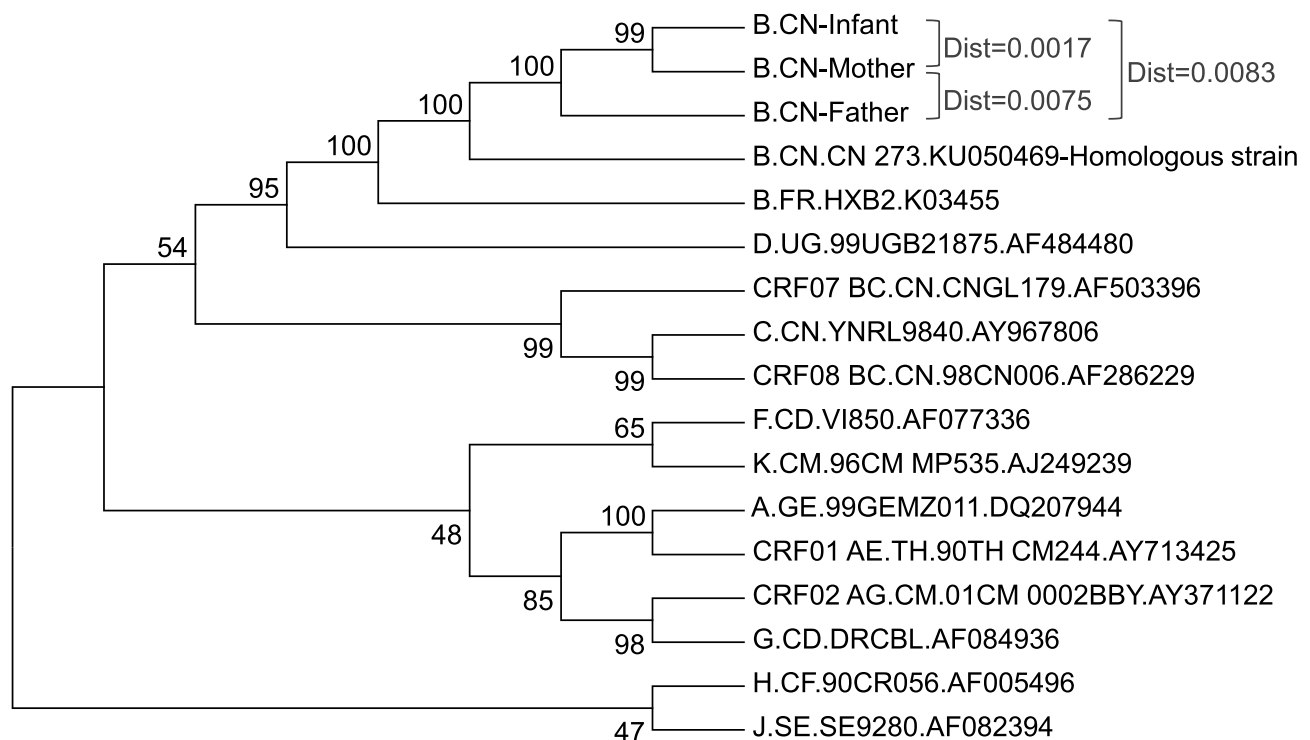 99
B.CN-Infant
B.CN-Mother
Dist=0.0017
Dist=0.0083
100
B.CN-Father
Dist=0.0075
100
B.CN.CN 273.KU050469-Homologous strain
100
B.FR.HXB2.K03455
95
D.UG.99UGB21875.AF484480
54
CRF07 BC.CN.CNGL179.AF503396
99
C.CN.YNRL9840.AY967806
99
CRF08 BC.CN.98CN006.AF286229
65
F.CD.VI850.AF077336
K.CM.96CM MP535.AJ249239
48
100
A.GE.99GEMZ011.DQ207944
CRF01 AE.TH.90TH CM244.AY713425
85
CRF02 AG.CM.01CM 0002BBY.AY371122
98
G.CD.DRCBL.AF084936
H.CF.90CR056.AF005496
47
J.SE.SE9280.AF082394